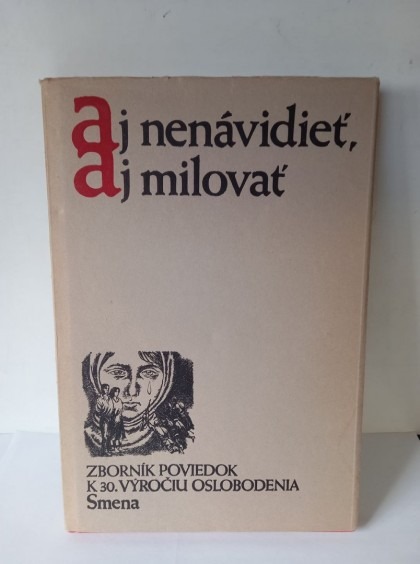 aj nenávidieť,
aj milovať
ZBORNÍK POVIEDOK
K 30. VÝROČIU OSLOBODENIA
Smena